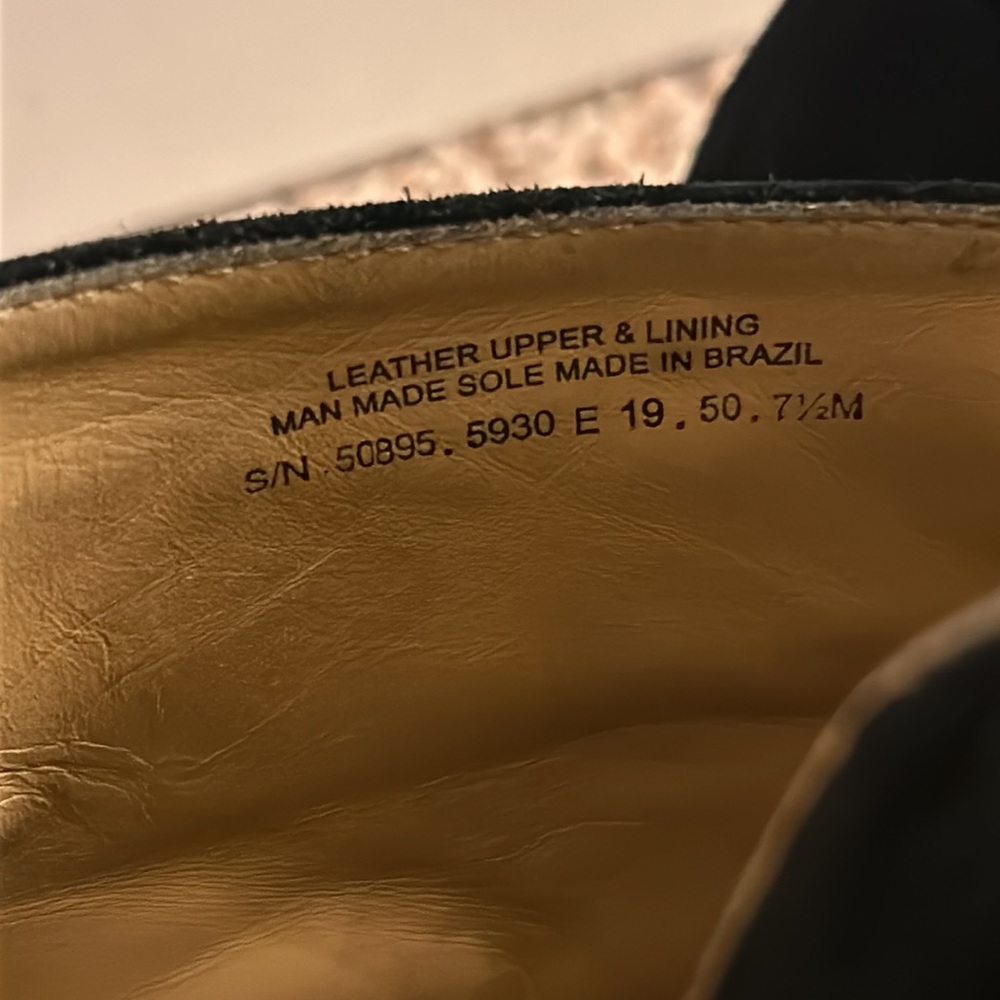 LEATHER UPPER & LINING
MAN MADE SOLE MADE IN BRAZIL
S/N . 50895 . 5930 E 19 . 50 . 7½M